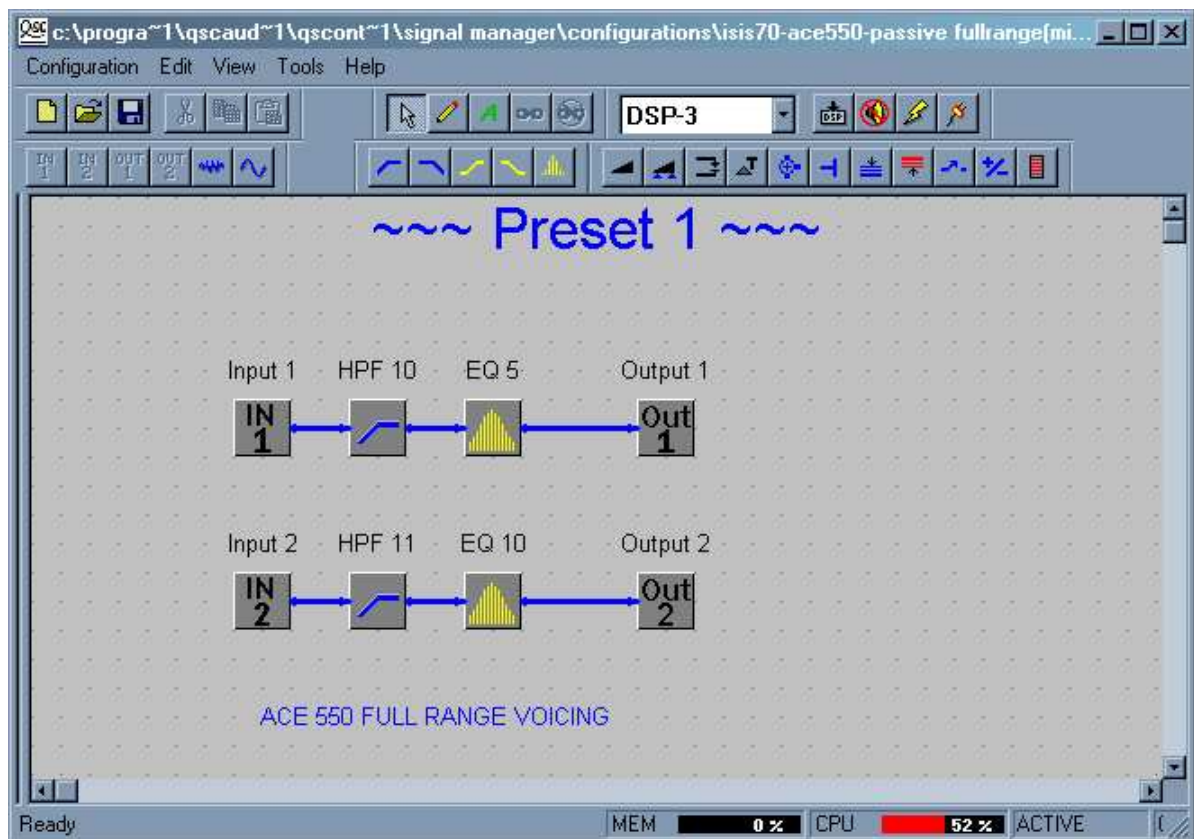 Qsc c:\progra~1\qscaud~1\qscont~1\signal manager\configurations\isis70-ace550-passive fullrange(mi...
Configuration Edit View Tools Help
A DSP-3 DSP
IN 1 IN 2 OUT 1 OUT 2 T
~~~ Preset 1 ~~~
Input 1 HPF 10 EQ 5 Output 1
IN 1 Out 1
Input 2 HPF 11 EQ 10 Output 2
IN 2 Out 2
ACE 550 FULL RANGE VOICING
Ready MEM 0 % CPU 52 % ACTIVE